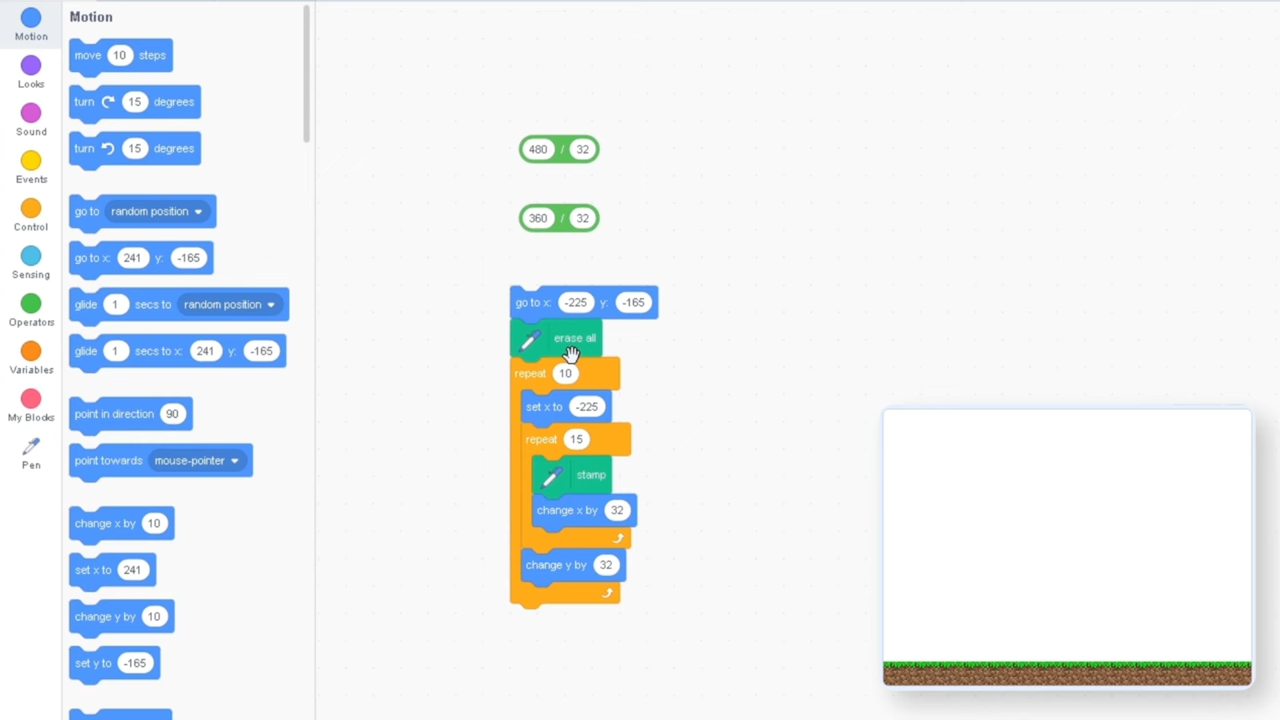 Motion
Looks
Sound
Events
Control
Sensing
Operators
Variables
My Blocks
Pen
Motion
move 10 steps
turn 15 degrees
turn 15 degrees
go to random position
go to x: 241 y: -165
glide 1 secs to random position
glide 1 secs to x: 241 y: -165
point in direction 90
point towards mouse-pointer
change x by 10
set x to 241
change y by 10
set y to -165
480 / 32
360 / 32
go to x: -225 y: -165
erase all
repeat 10
set x to -225
repeat 15
stamp
change x by 32
change y by 32